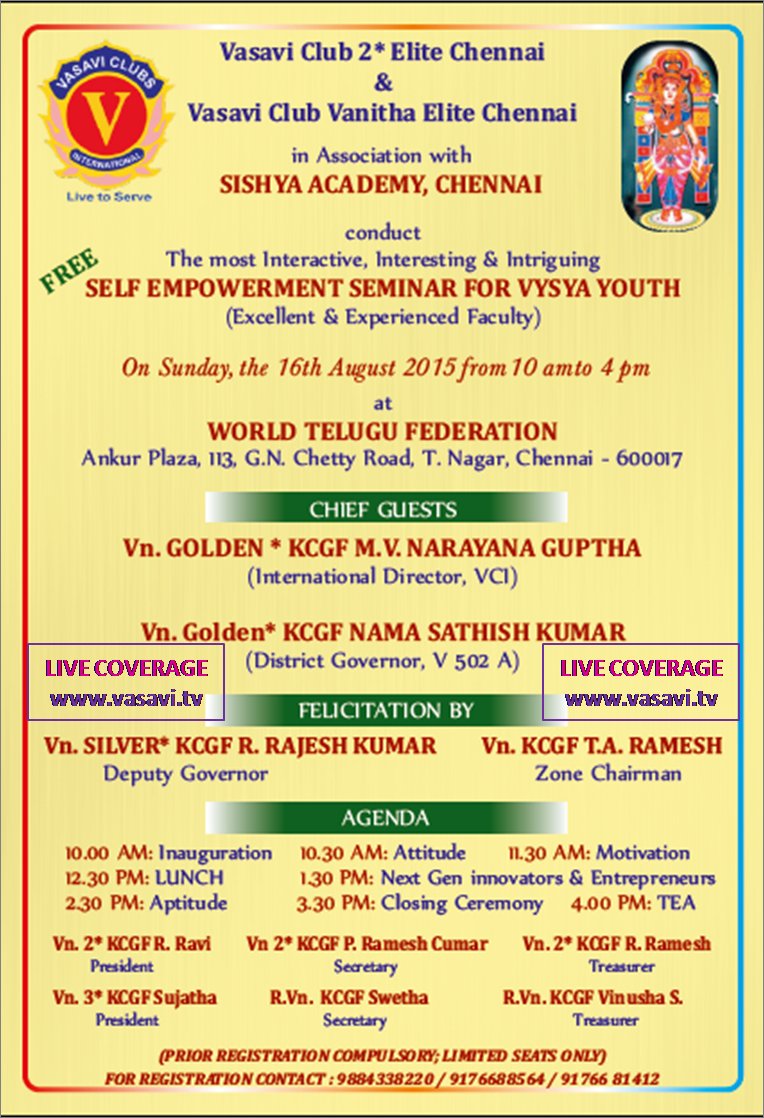 VASAVI CLUBS
V
INTERNATIONAL
Live to Serve
Vasavi Club 2* Elite Chennai
&
Vasavi Club Vanitha Elite Chennai
in Association with
SISHYA ACADEMY, CHENNAI
conduct
The most Interactive, Interesting & Intriguing
FREE
SELF EMPOWERMENT SEMINAR FOR VYSYA YOUTH
(Excellent & Experienced Faculty)
On Sunday, the 16th August 2015 from 10 amto 4 pm
at
WORLD TELUGU FEDERATION
Ankur Plaza, 113, G.N. Chetty Road, T. Nagar, Chennai - 600017
CHIEF GUESTS
Vn. GOLDEN * KCGF M.V. NARAYANA GUPTHA
(International Director, VCI)
Vn. Golden* KCGF NAMA SATHISH KUMAR
(District Governor, V 502 A)
LIVE COVERAGE
www.vasavi.tv
LIVE COVERAGE
www.vasavi.tv
FELICITATION BY
Vn. SILVER* KCGF R. RAJESH KUMAR Vn. KCGF T.A. RAMESH
Deputy Governor Zone Chairman
AGENDA
10.00 AM: Inauguration 10.30 AM: Attitude 11.30 AM: Motivation
12.30 PM: LUNCH 1.30 PM: Next Gen innovators & Entrepreneurs
2.30 PM: Aptitude 3.30 PM: Closing Ceremony 4.00 PM: TEA
Vn. 2* KCGF R. Ravi Vn 2* KCGF P. Ramesh Cumar Vn. 2* KCGF R. Ramesh
President Secretary Treasurer
Vn. 3* KCGF Sujatha R.Vn. KCGF Swetha R.Vn. KCGF Vinusha S.
President Secretary Treasurer
(PRIOR REGISTRATION COMPULSORY; LIMITED SEATS ONLY)
FOR REGISTRATION CONTACT : 9884338220 / 9176688564 / 91766 81412